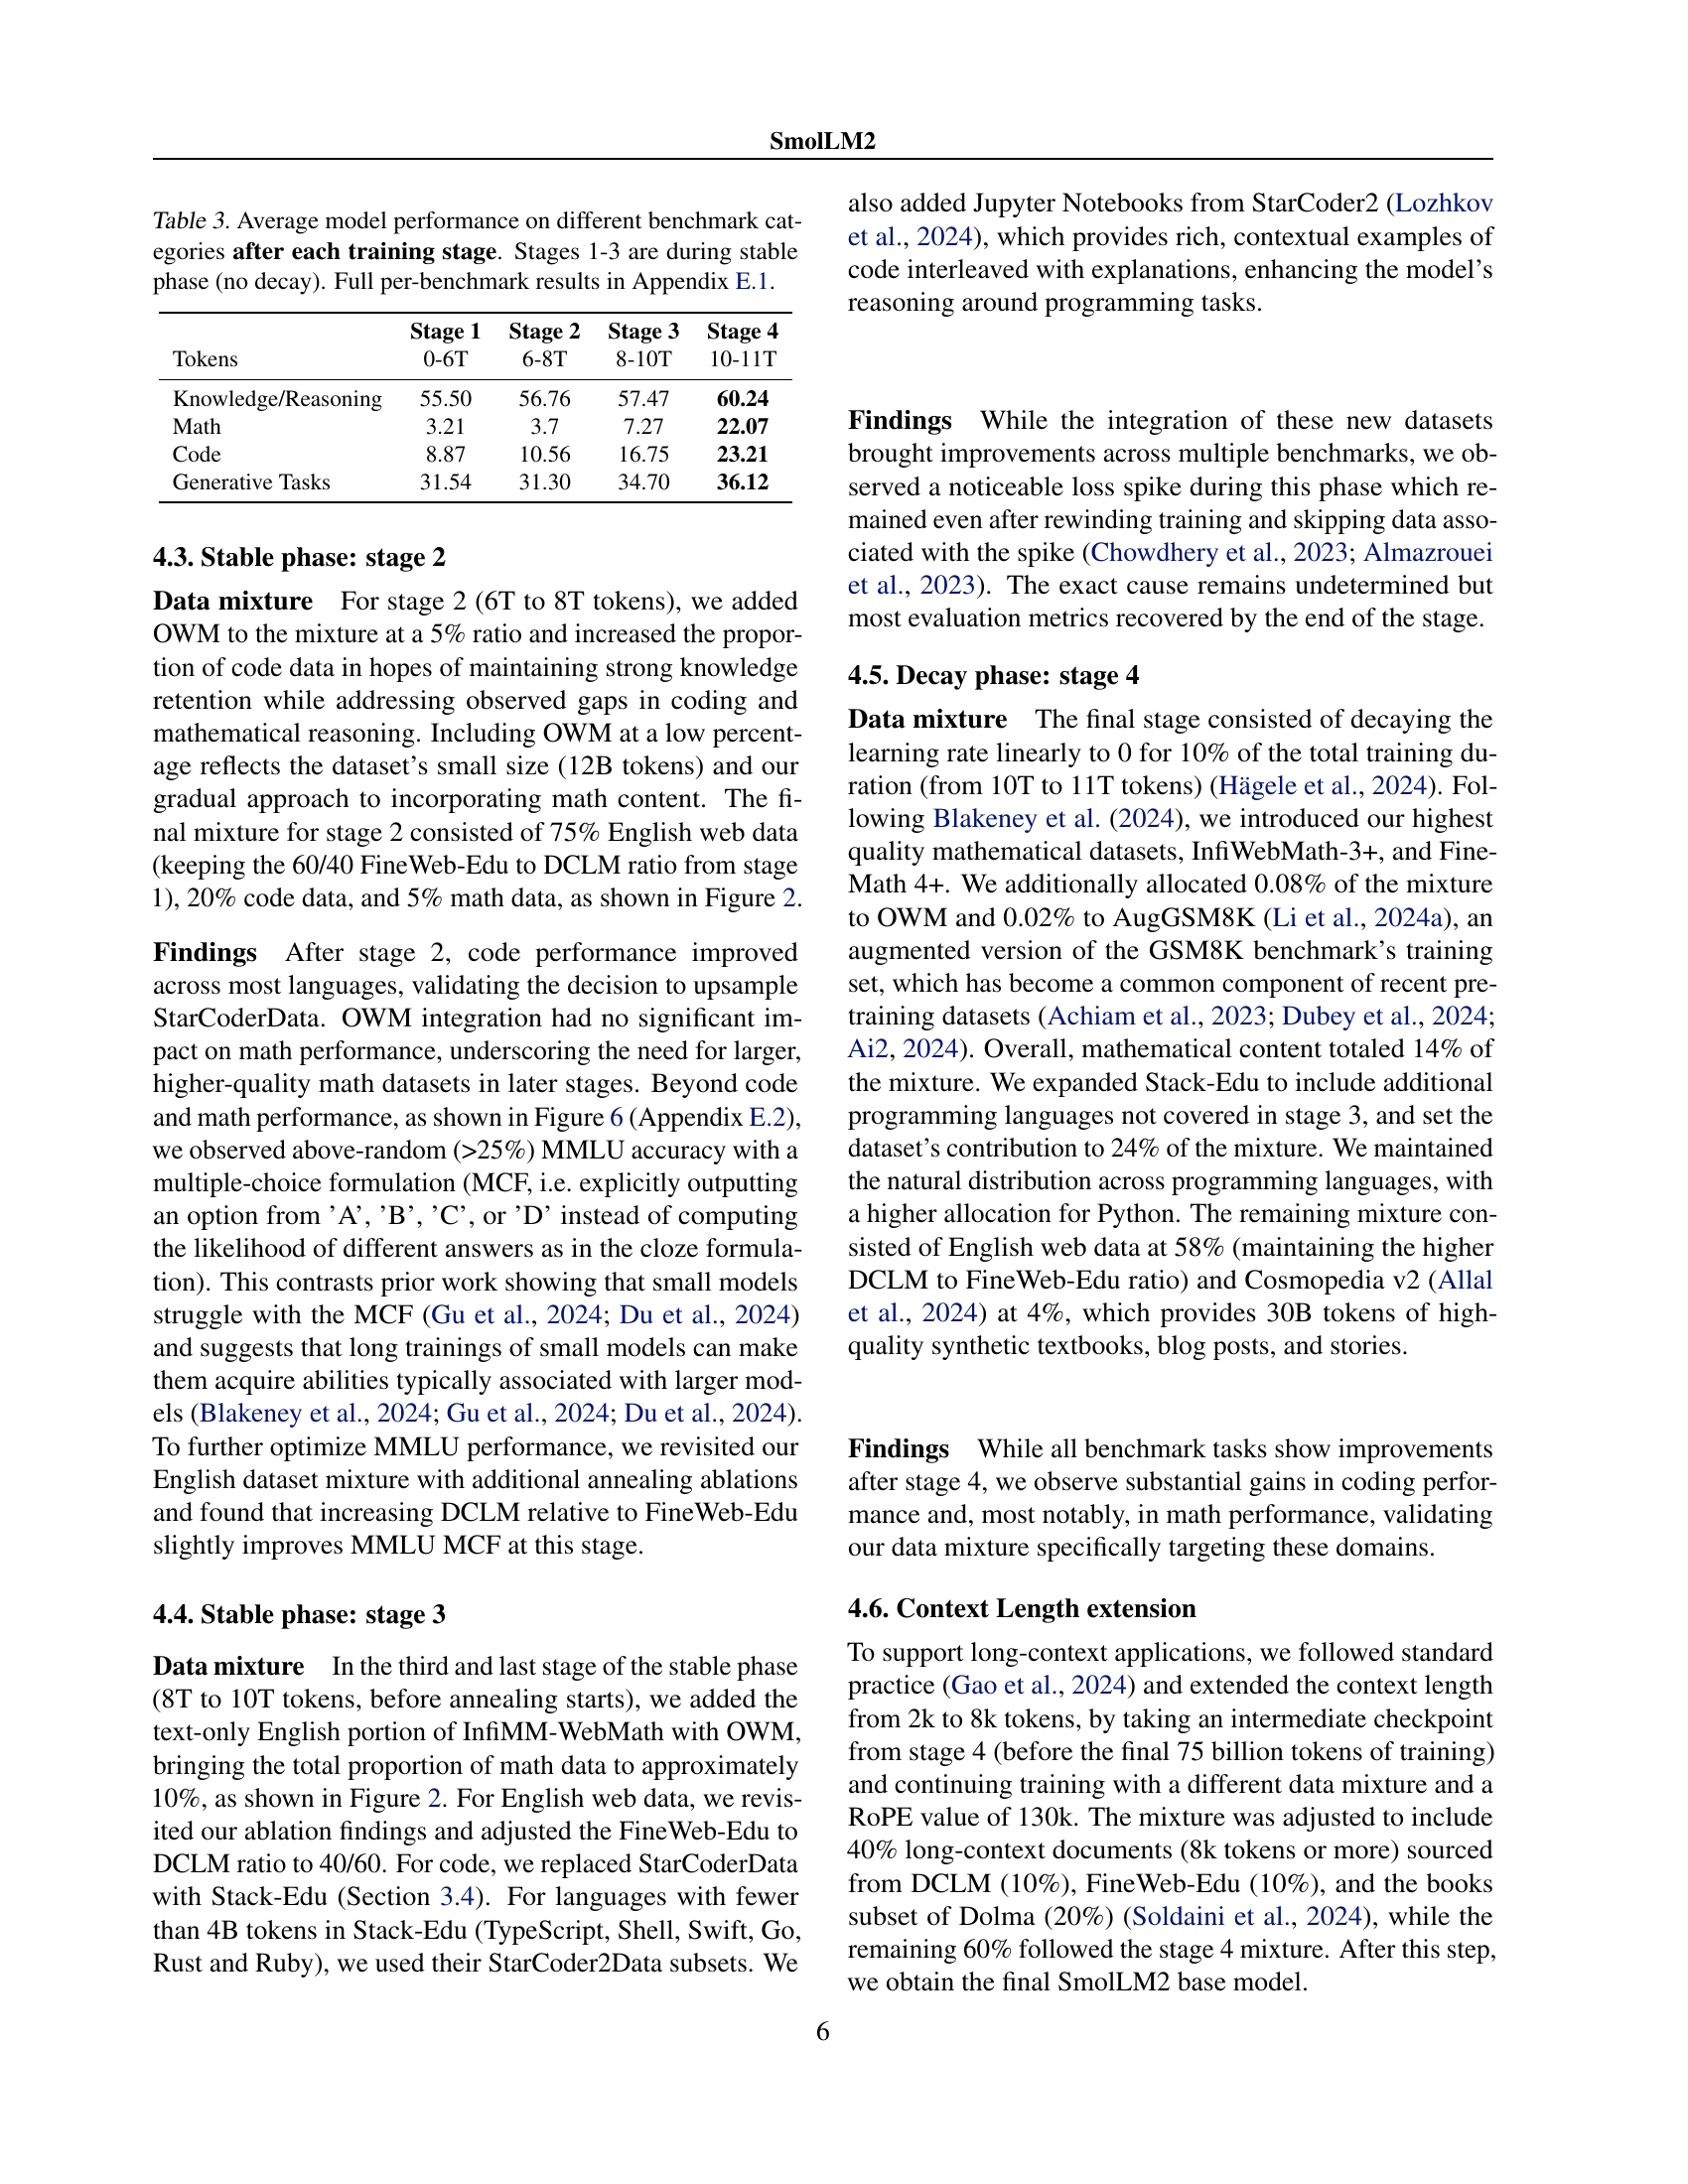 SmolLM2
Table 3. Average model performance on different benchmark cat-
egories after each training stage. Stages 1-3 are during stable
phase (no decay). Full per-benchmark results in Appendix E.1.
Stage 1 Stage 2 Stage 3 Stage 4
Tokens 0-6T 6-8T 8-10T 10-11T
Knowledge/Reasoning 55.50 56.76 57.47 60.24
Math 3.21 3.7 7.27 22.07
Code 8.87 10.56 16.75 23.21
Generative Tasks 31.54 31.30 34.70 36.12
4.3. Stable phase: stage 2
Data mixture For stage 2 (6T to 8T tokens), we added
OWM to the mixture at a 5% ratio and increased the propor-
tion of code data in hopes of maintaining strong knowledge
retention while addressing observed gaps in coding and
mathematical reasoning. Including OWM at a low percent-
age reflects the dataset's small size (12B tokens) and our
gradual approach to incorporating math content. The fi-
nal mixture for stage 2 consisted of 75% English web data
(keeping the 60/40 FineWeb-Edu to DCLM ratio from stage
1), 20% code data, and 5% math data, as shown in Figure 2.
Findings After stage 2, code performance improved
across most languages, validating the decision to upsample
StarCoderData. OWM integration had no significant im-
pact on math performance, underscoring the need for larger,
higher-quality math datasets in later stages. Beyond code
and math performance, as shown in Figure 6 (Appendix E.2),
we observed above-random (>25%) MMLU accuracy with a
multiple-choice formulation (MCF, i.e. explicitly outputting
an option from ’A’, ’B’, ’C’, or ’D’ instead of computing
the likelihood of different answers as in the cloze formula-
tion). This contrasts prior work showing that small models
struggle with the MCF (Gu et al., 2024; Du et al., 2024)
and suggests that long trainings of small models can make
them acquire abilities typically associated with larger mod-
els (Blakeney et al., 2024; Gu et al., 2024; Du et al., 2024).
To further optimize MMLU performance, we revisited our
English dataset mixture with additional annealing ablations
and found that increasing DCLM relative to FineWeb-Edu
slightly improves MMLU MCF at this stage.
4.4. Stable phase: stage 3
Data mixture In the third and last stage of the stable phase
(8T to 10T tokens, before annealing starts), we added the
text-only English portion of InfiMM-WebMath with OWM,
bringing the total proportion of math data to approximately
10%, as shown in Figure 2. For English web data, we revis-
ited our ablation findings and adjusted the FineWeb-Edu to
DCLM ratio to 40/60. For code, we replaced StarCoderData
with Stack-Edu (Section 3.4). For languages with fewer
than 4B tokens in Stack-Edu (TypeScript, Shell, Swift, Go,
Rust and Ruby), we used their StarCoder2Data subsets. We
also added Jupyter Notebooks from StarCoder2 (Lozhkov
et al., 2024), which provides rich, contextual examples of
code interleaved with explanations, enhancing the model's
reasoning around programming tasks.
Findings While the integration of these new datasets
brought improvements across multiple benchmarks, we ob-
served a noticeable loss spike during this phase which re-
mained even after rewinding training and skipping data asso-
ciated with the spike (Chowdhery et al., 2023; Almazrouei
et al., 2023). The exact cause remains undetermined but
most evaluation metrics recovered by the end of the stage.
4.5. Decay phase: stage 4
Data mixture The final stage consisted of decaying the
learning rate linearly to 0 for 10% of the total training du-
ration (from 10T to 11T tokens) (Hägele et al., 2024). Fol-
lowing Blakeney et al. (2024), we introduced our highest
quality mathematical datasets, InfiWebMath-3+, and Fine-
Math 4+. We additionally allocated 0.08% of the mixture
to OWM and 0.02% to AugGSM8K (Li et al., 2024a), an
augmented version of the GSM8K benchmark's training
set, which has become a common component of recent pre-
training datasets (Achiam et al., 2023; Dubey et al., 2024;
Ai2, 2024). Overall, mathematical content totaled 14% of
the mixture. We expanded Stack-Edu to include additional
programming languages not covered in stage 3, and set the
dataset's contribution to 24% of the mixture. We maintained
the natural distribution across programming languages, with
a higher allocation for Python. The remaining mixture con-
sisted of English web data at 58% (maintaining the higher
DCLM to FineWeb-Edu ratio) and Cosmopedia v2 (Allal
et al., 2024) at 4%, which provides 30B tokens of high-
quality synthetic textbooks, blog posts, and stories.
Findings While all benchmark tasks show improvements
after stage 4, we observe substantial gains in coding perfor-
mance and, most notably, in math performance, validating
our data mixture specifically targeting these domains.
4.6. Context Length extension
To support long-context applications, we followed standard
practice (Gao et al., 2024) and extended the context length
from 2k to 8k tokens, by taking an intermediate checkpoint
from stage 4 (before the final 75 billion tokens of training)
and continuing training with a different data mixture and a
RoPE value of 130k. The mixture was adjusted to include
40% long-context documents (8k tokens or more) sourced
from DCLM (10%), FineWeb-Edu (10%), and the books
subset of Dolma (20%) (Soldaini et al., 2024), while the
remaining 60% followed the stage 4 mixture. After this step,
we obtain the final SmolLM2 base model.
6